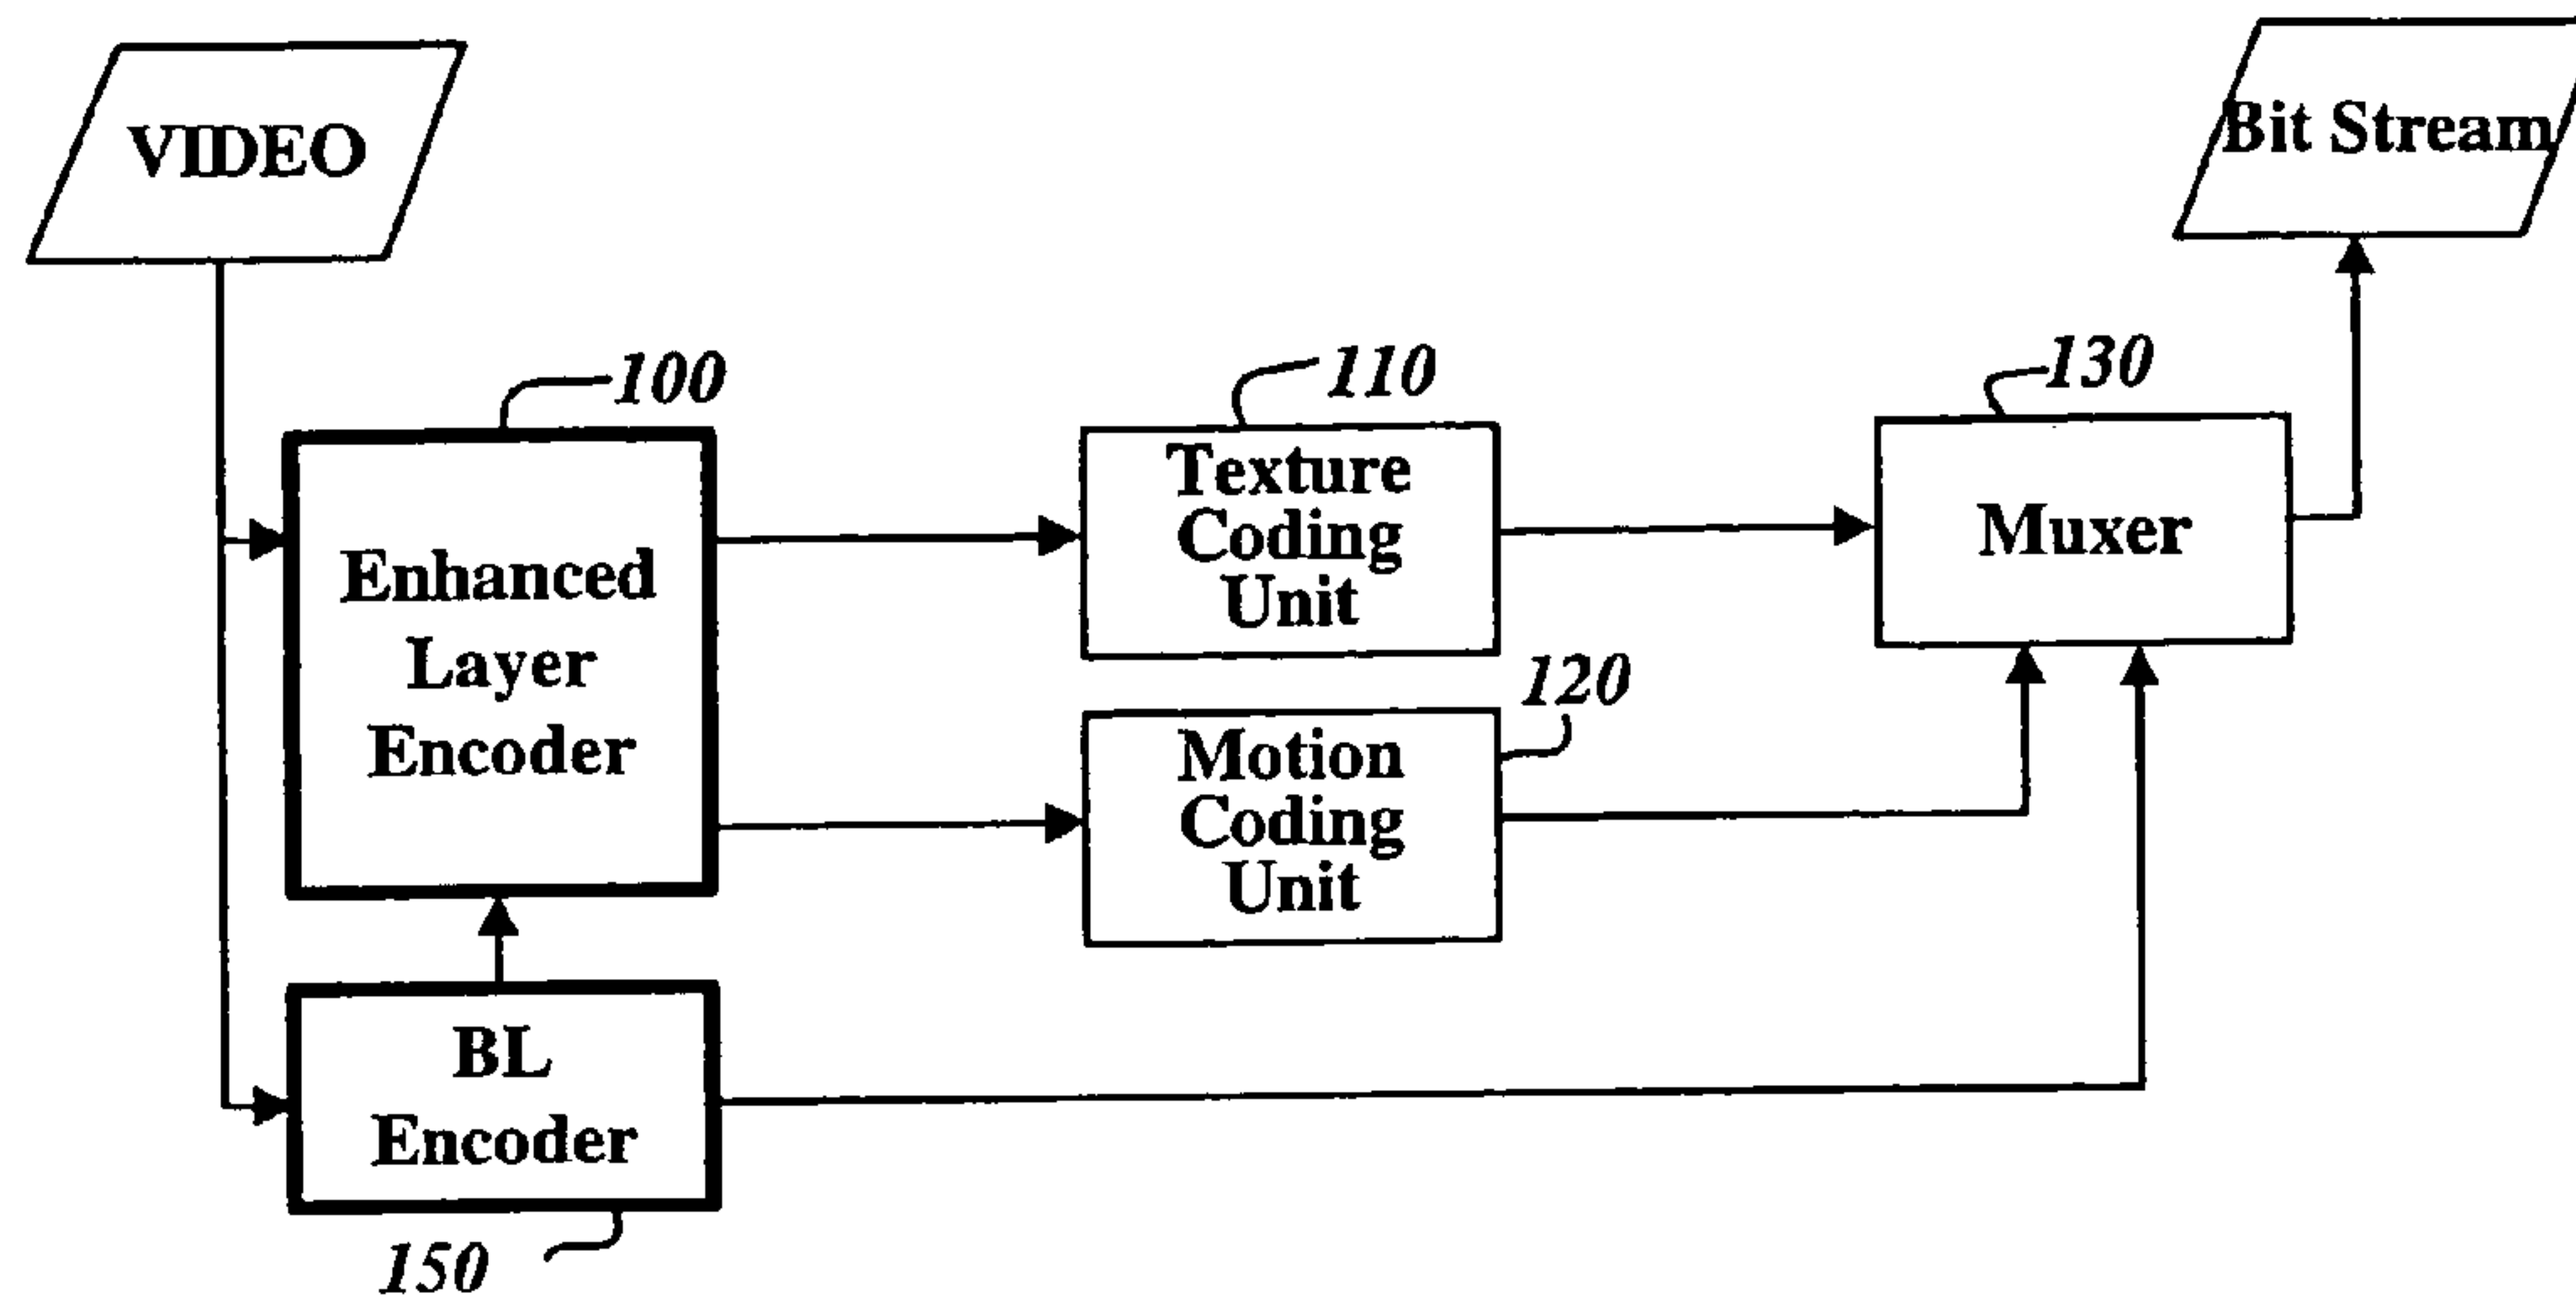 VIDEO
Bit Stream
100
110
130
Enhanced
Layer
Encoder
Texture
Coding
Unit
Muxer
120
Motion
Coding
Unit
BL
Encoder
150